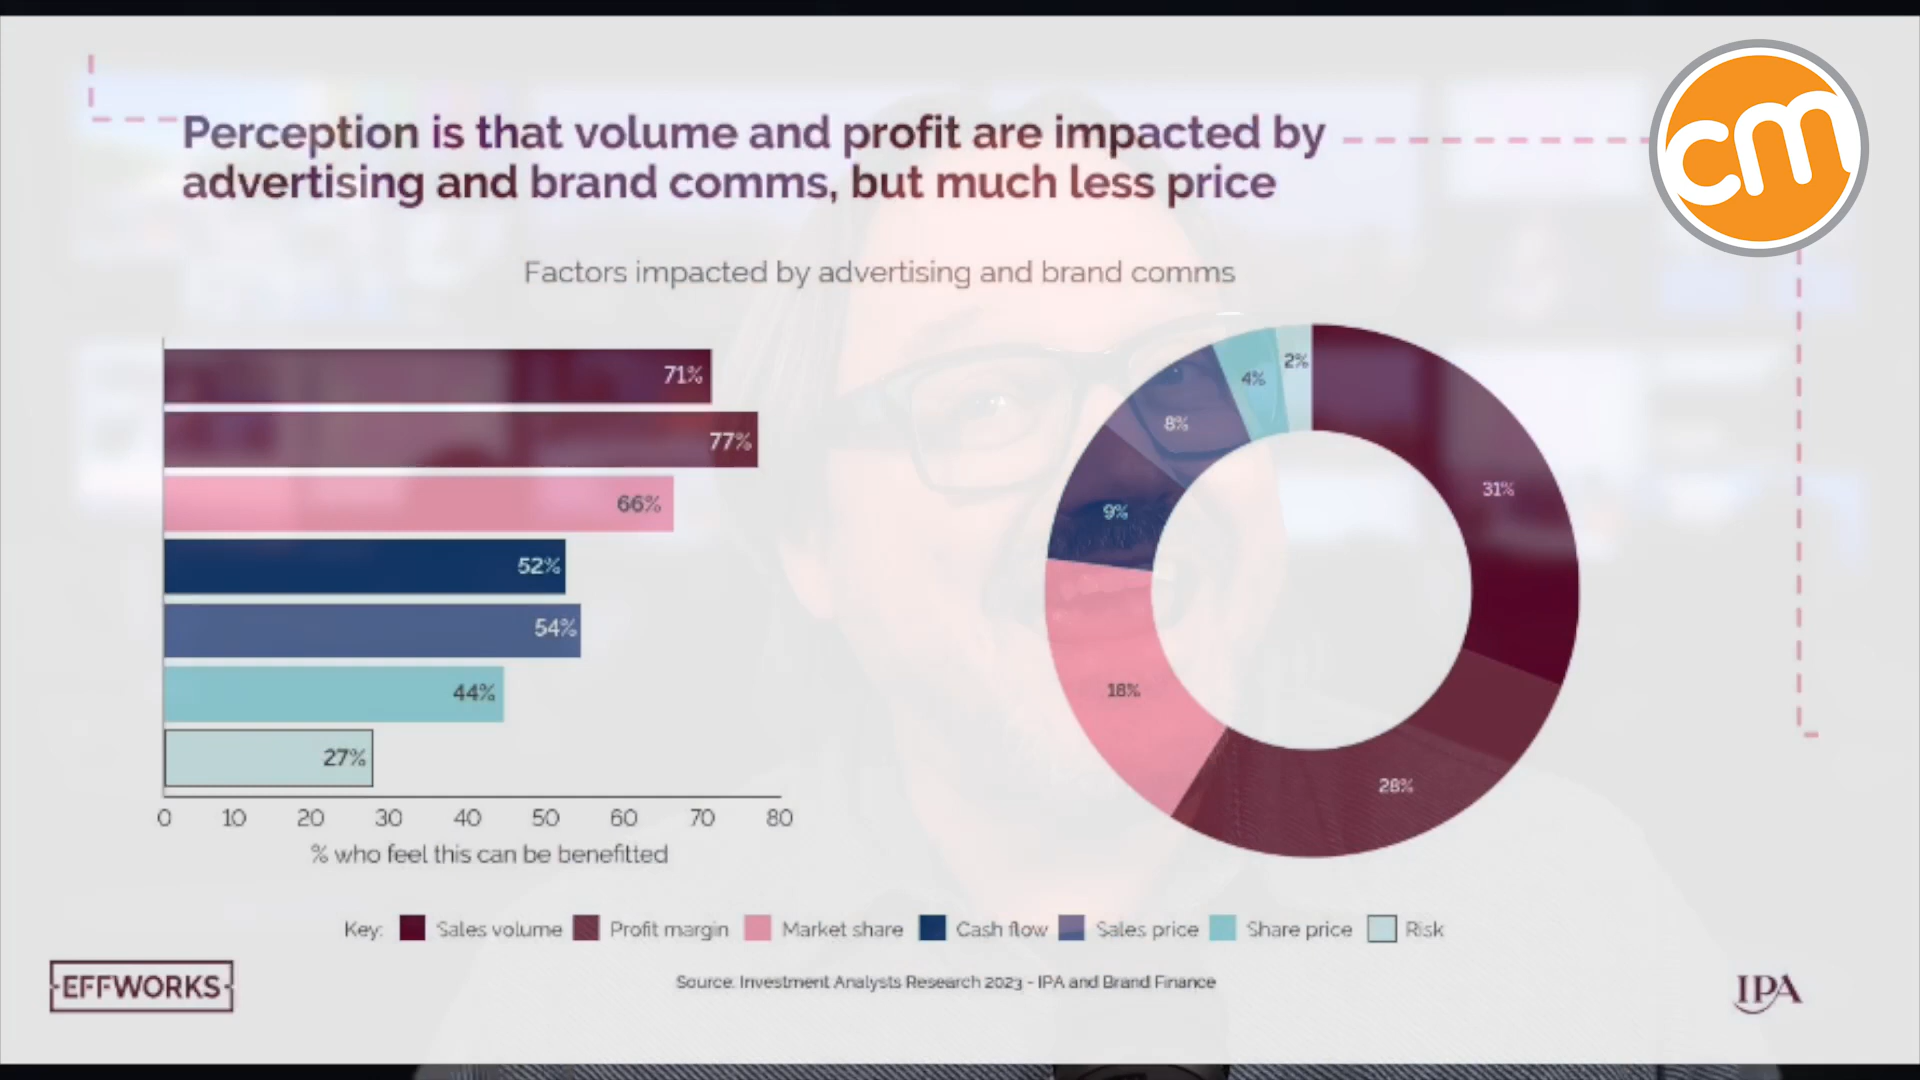 cm
Perception is that volume and profit are impacted by
advertising and brand comms, but much less price
Factors impacted by advertising and brand comms
71%
77%
66%
52%
54%
44%
27%
0 10 20 30 40 50 60 70 80
% who feel this can be benefitted
2%
4%
8%
31%
9%
18%
28%
Key: Sales volume Profit margin Market share Cash flow Sales price Share price Risk
EFFWORKS
Source: Investment Analysts Research 2023 - IPA and Brand Finance
IPA